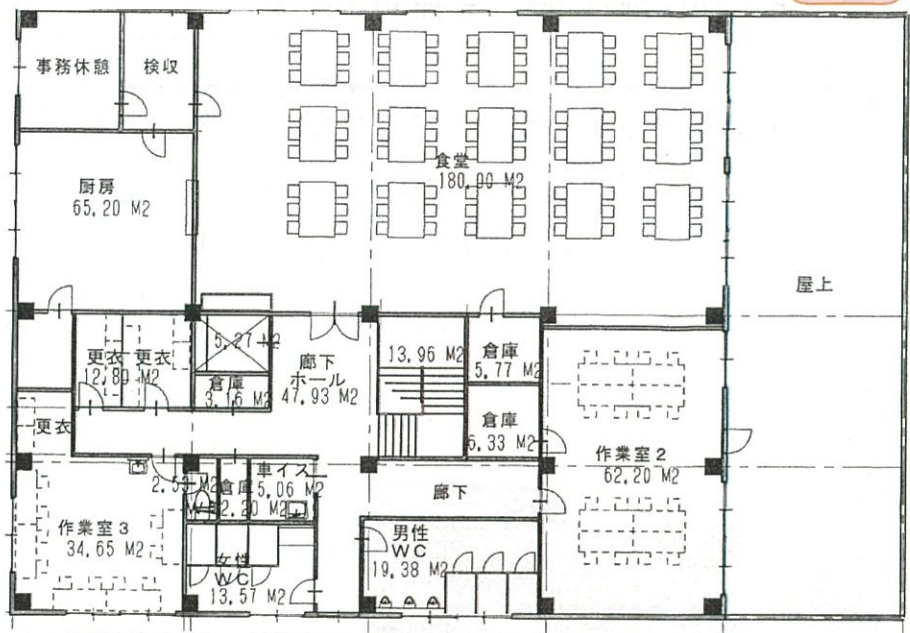 事務休憩
検収
食堂
180.90 M2
厨房
65.20 M2
屋上
更衣
更衣
12.80 M2
5.27 M2
倉庫
3.16 M2
廊下
ホール
47.93 M2
13.96 M2
倉庫
5.77 M2
倉庫
6.33 M2
更衣
作業室2
62.20 M2
2.53 M2
倉庫
2.20 M2
車イス
5.06 M2
廊下
作業室3
34.65 M2
女性
WC
13.57 M2
男性
WC
19.38 M2